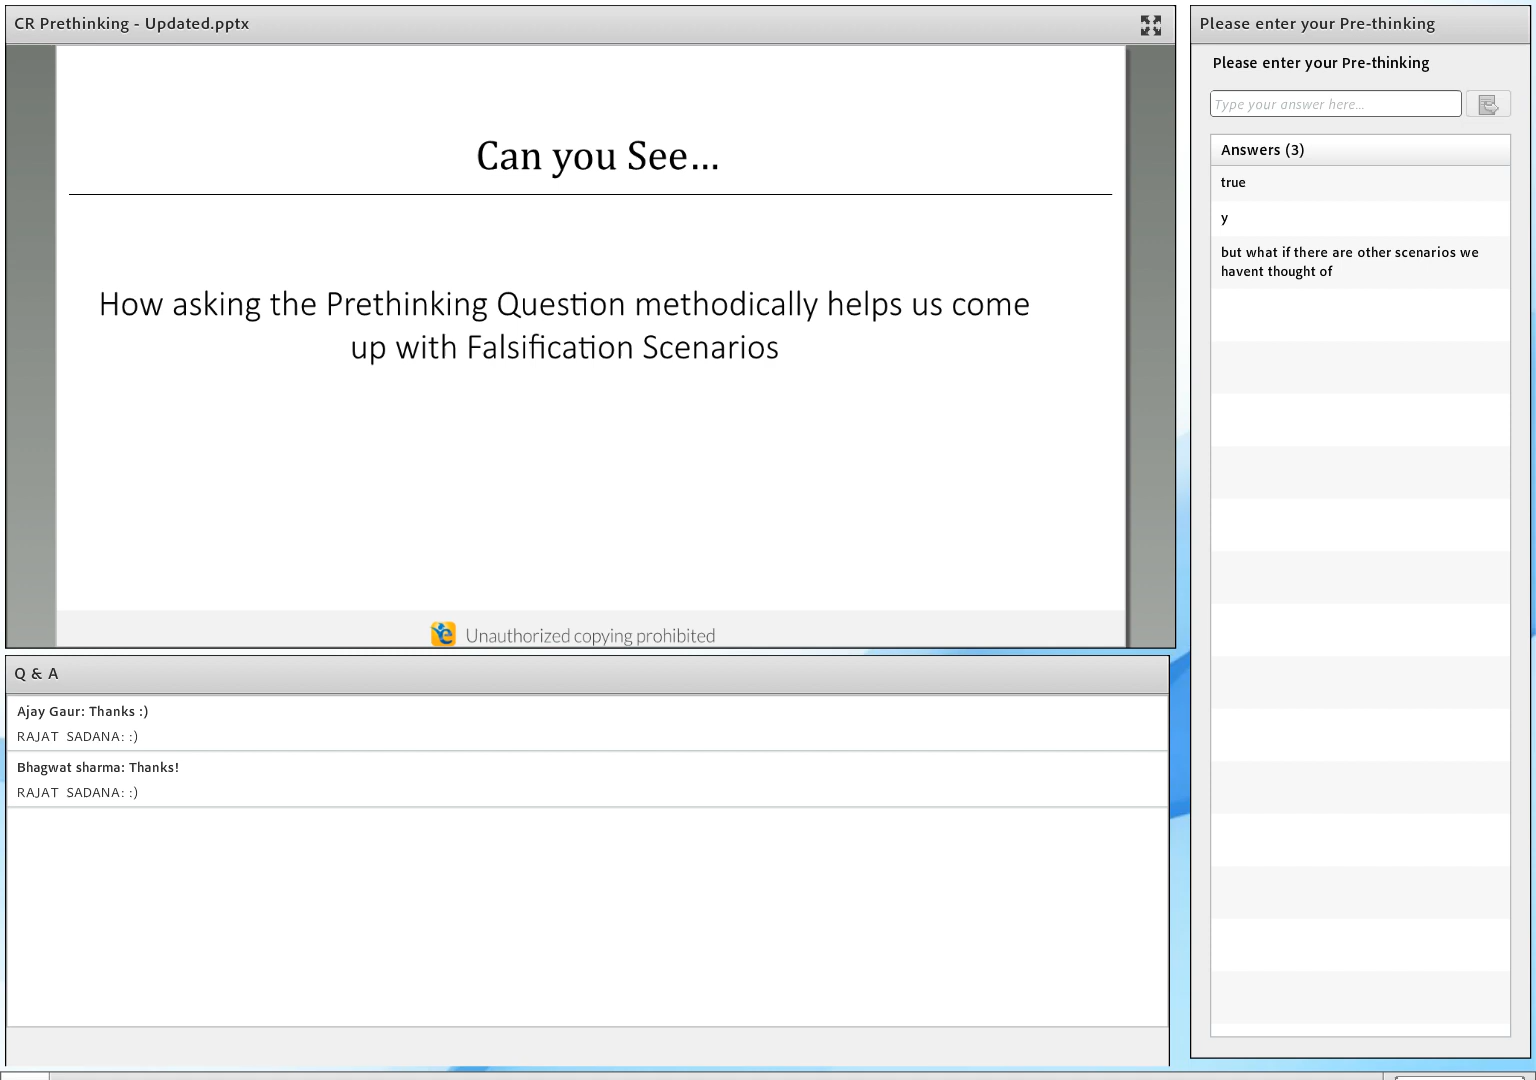 CR Prethinking - Updated.pptx
Can you See...
How asking the Prethinking Question methodically helps us come
up with Falsification Scenarios
Unauthorized copying prohibited
Q & A
Ajay Gaur: Thanks :)
RAJAT SADANA: :)
Bhagwat sharma: Thanks!
RAJAT SADANA: :)
Please enter your Pre-thinking
Please enter your Pre-thinking
Type your answer here...
Answers (3)
true
y
but what if there are other scenarios we
havent thought of